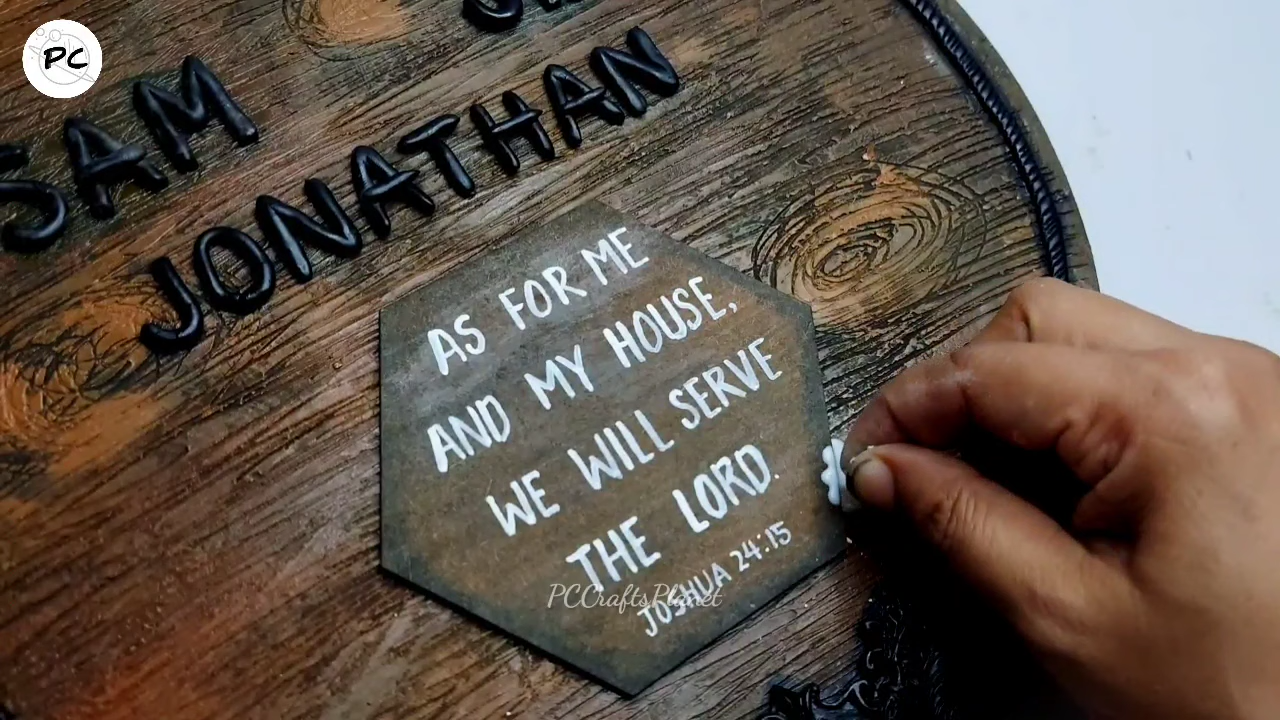 PC
SAM
JONATHAN
AS FOR ME
AND MY HOUSE,
WE WILL SERVE
THE LORD.
JOSHUA 24:15
PCCraftsPlanet